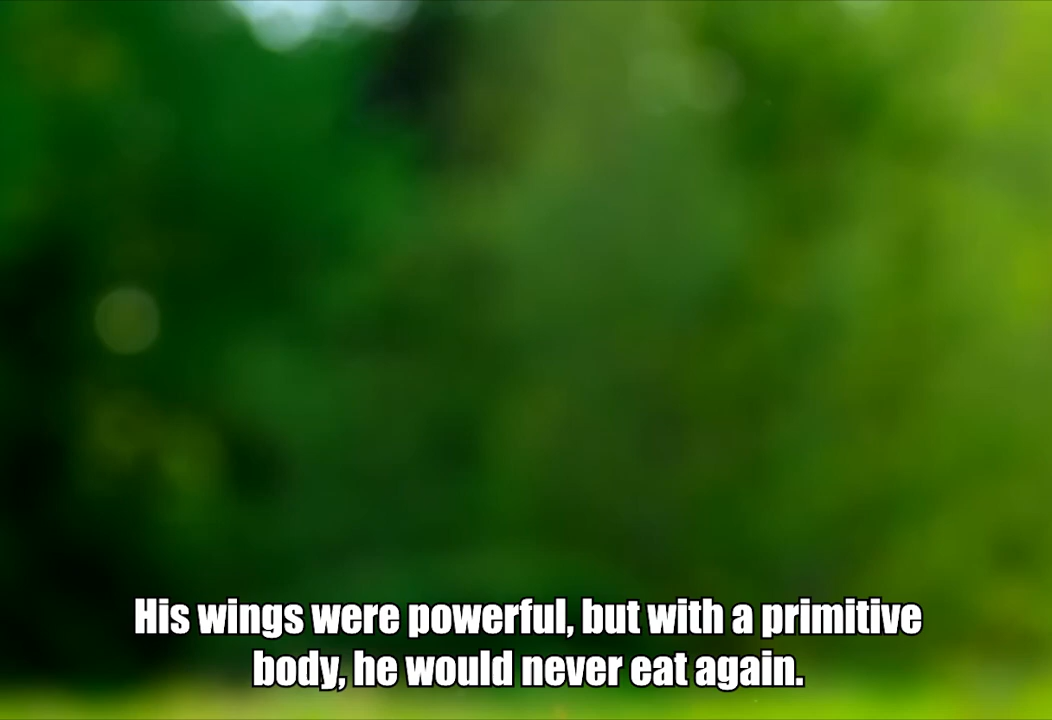 His wings were powerful, but with a primitive
body, he would never eat again.